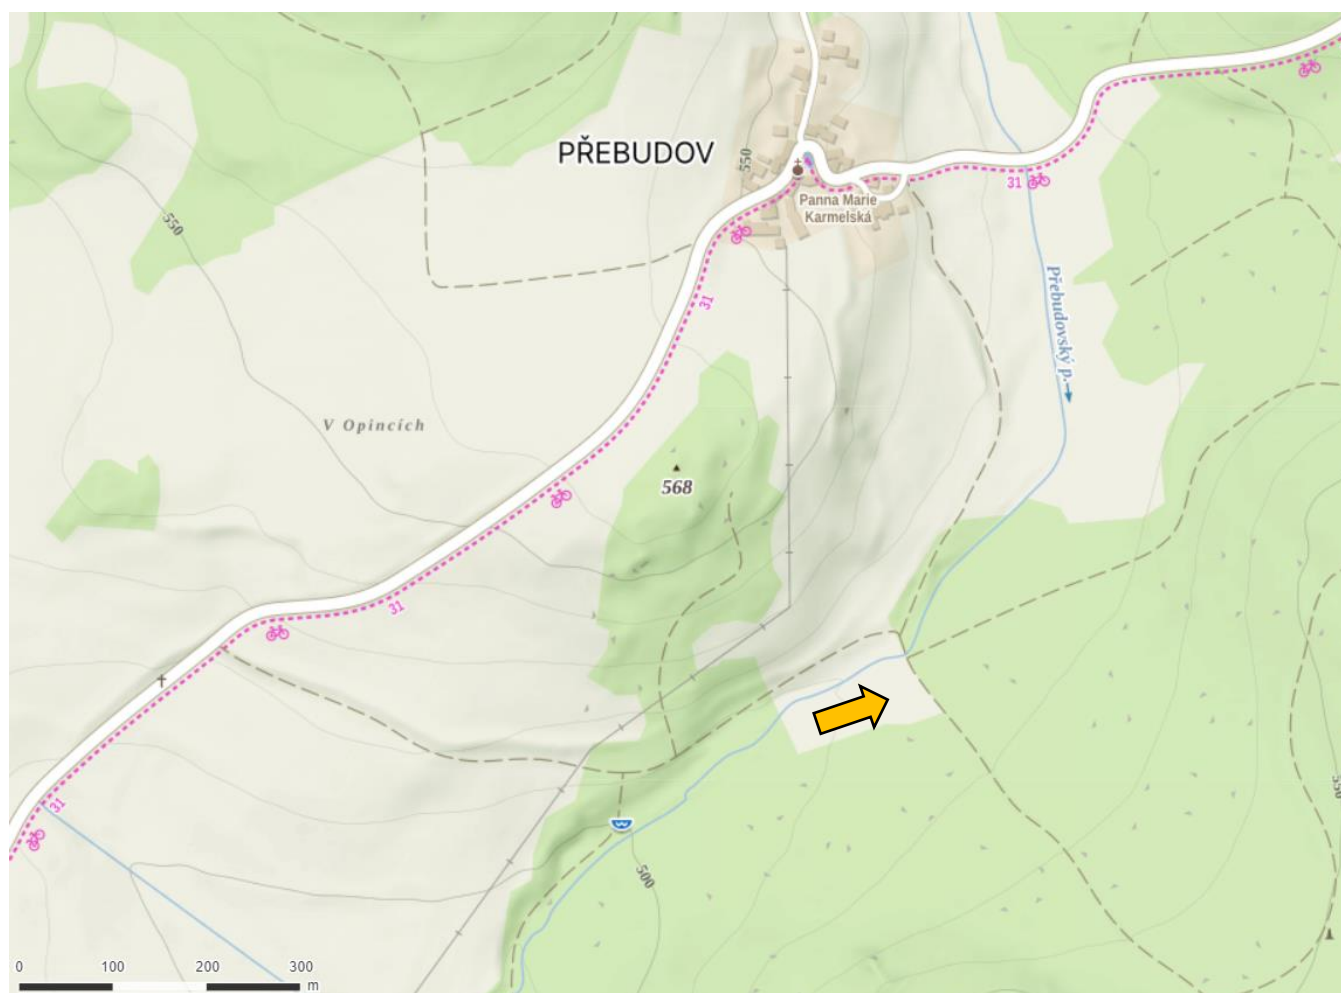 PŘEBUDOV
550
Panna Marie
Karmelská
31
550
31
Přebudovský p.
V Opincích
568
31
31
550
500
0 100 200 300
m